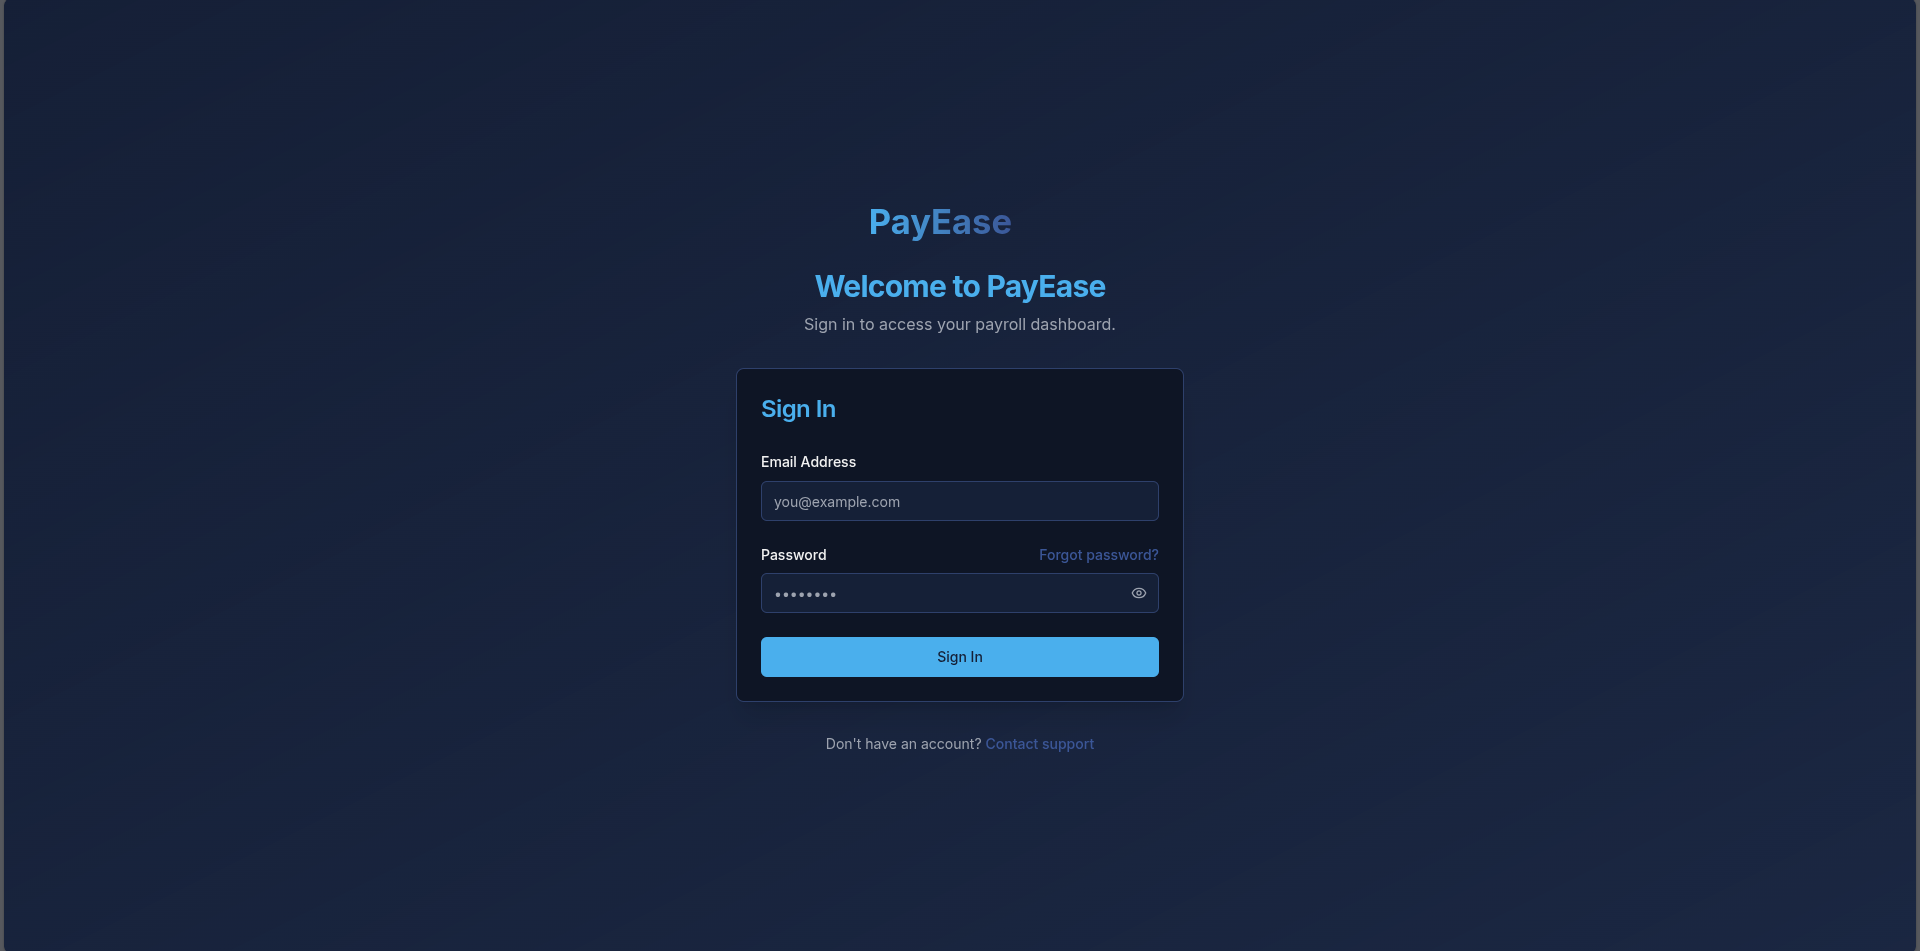 PayEase
Welcome to PayEase
Sign in to access your payroll dashboard.
Sign In
Email Address
you@example.com
Password Forgot password?
••••••••
Sign In
Don't have an account? Contact support